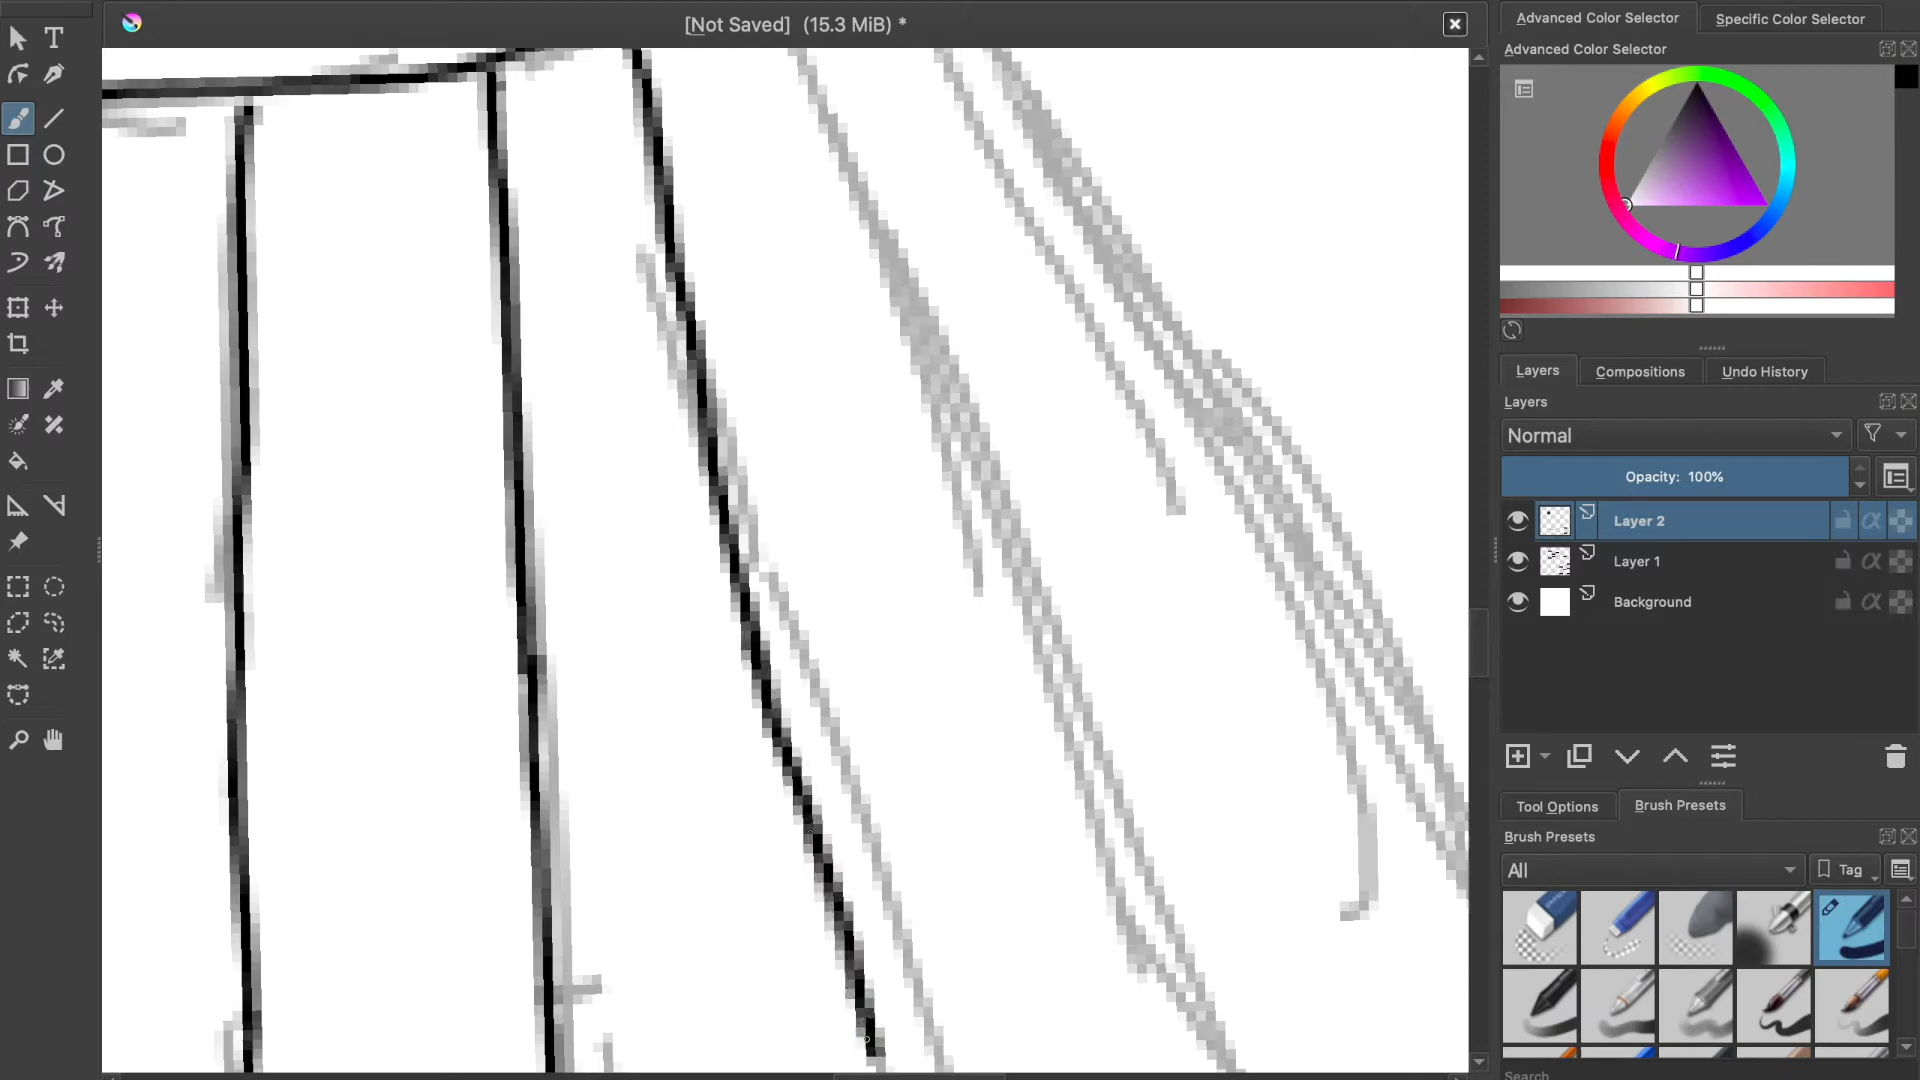 [Not Saved] (15.3 MiB) *
Advanced Color Selector
Specific Color Selector
Advanced Color Selector
Layers
Compositions
Undo History
Layers
Normal
Opacity: 100%
Layer 2
Layer 1
Background
Tool Options
Brush Presets
Brush Presets
All
Tag
Search